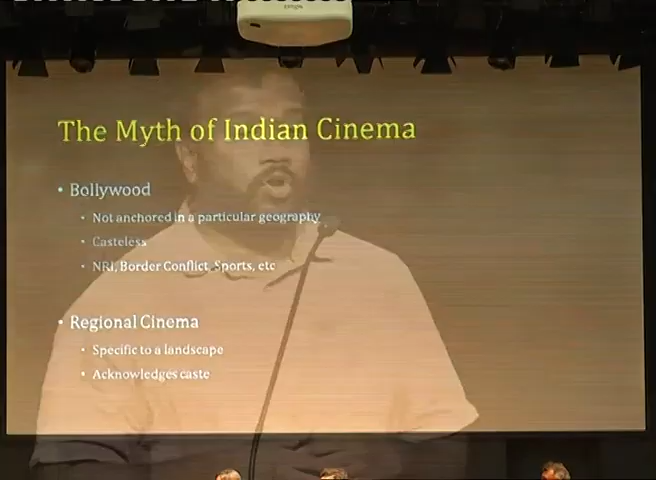 The Myth of Indian Cinema
• Bollywood
• Not anchored in a particular geography
• Casteless
• NRI, Border Conflict, Sports, etc
• Regional Cinema
• Specific to a landscape
• Acknowledges caste